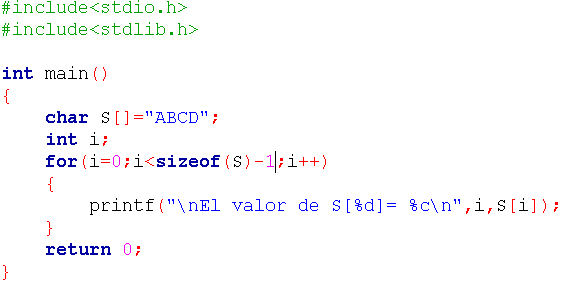 #include<stdio.h>
#include<stdlib.h>
int main()
{
char S[]="ABCD";
int i;
for(i=0;i<sizeof(S)-1;i++)
{
printf("\nEl valor de S[%d]= %c\n",i,S[i]);
}
return 0;
}